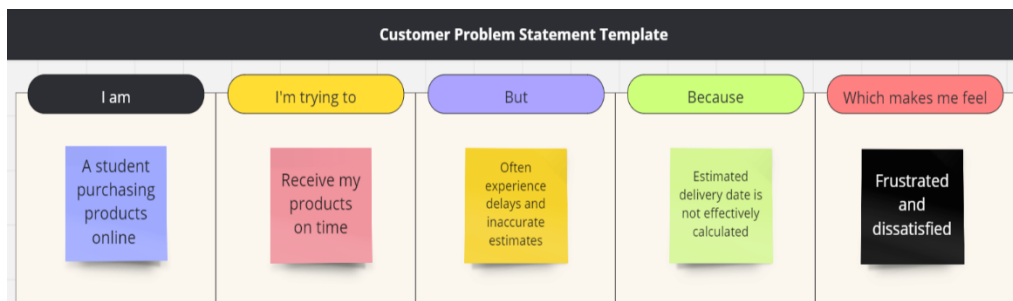 Customer Problem Statement Template
I am
I'm trying to
But
Because
Which makes me feel
A student
purchasing
products
online
Receive my
products
on time
Often
experience
delays and
inaccurate
estimates
Estimated
delivery date is
not effectively
calculated
Frustrated
and
dissatisfied